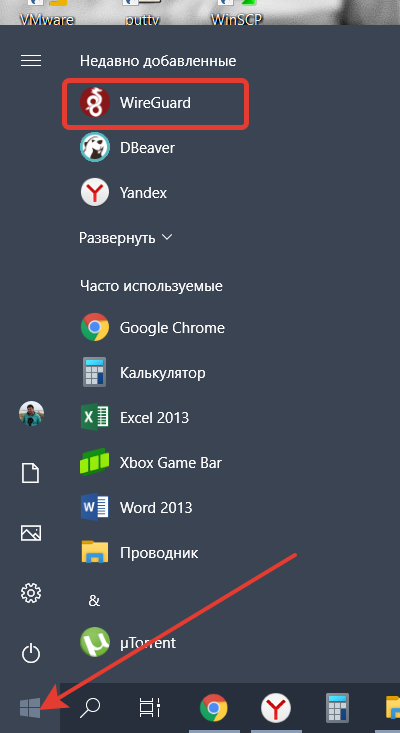 VMware
putty
WinSCP
Недавно добавленные
WireGuard
DBeaver
Yandex
Развернуть
Часто используемые
Google Chrome
Калькулятор
Excel 2013
Xbox Game Bar
Word 2013
Проводник
&
µTorrent